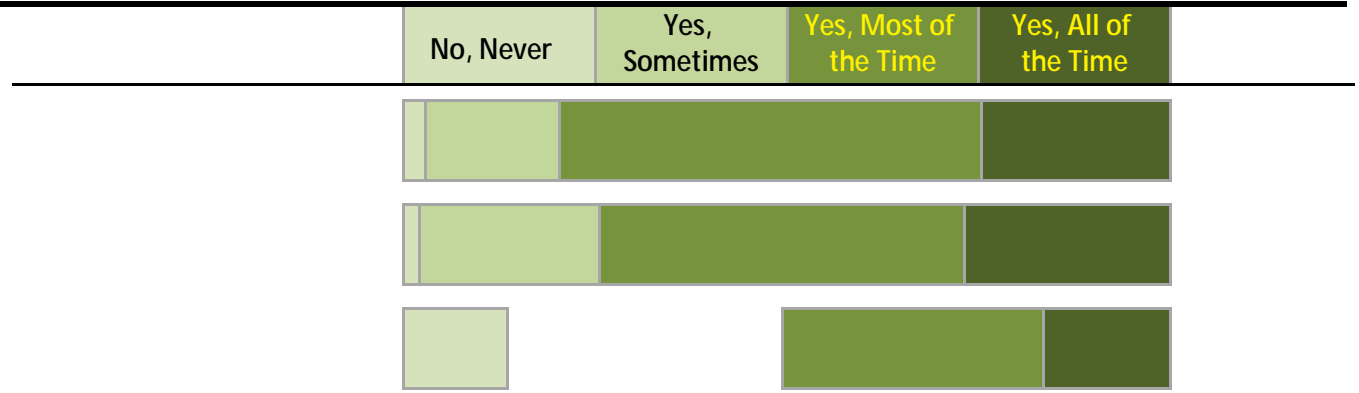 No, Never
Yes,
Sometimes
Yes, Most of
the Time
Yes, All of
the Time